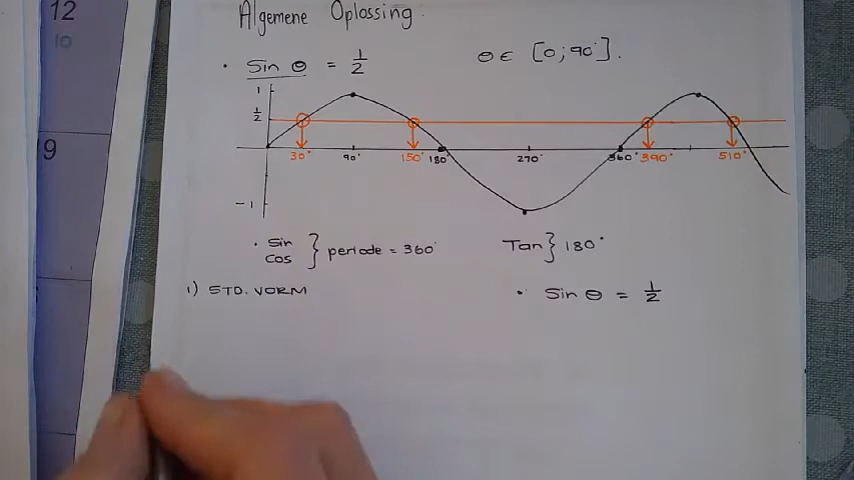 12
10
9
Algemene Oplossing.
· Sin θ = 1/2
θ ∈ [0 ; 90°].
1
1/2
30° 90° 150° 180° 270° 360° 390° 510°
-1
· Sin
Cos } periode = 360°
Tan } 180°
1) STD. VORM
· Sin θ = 1/2